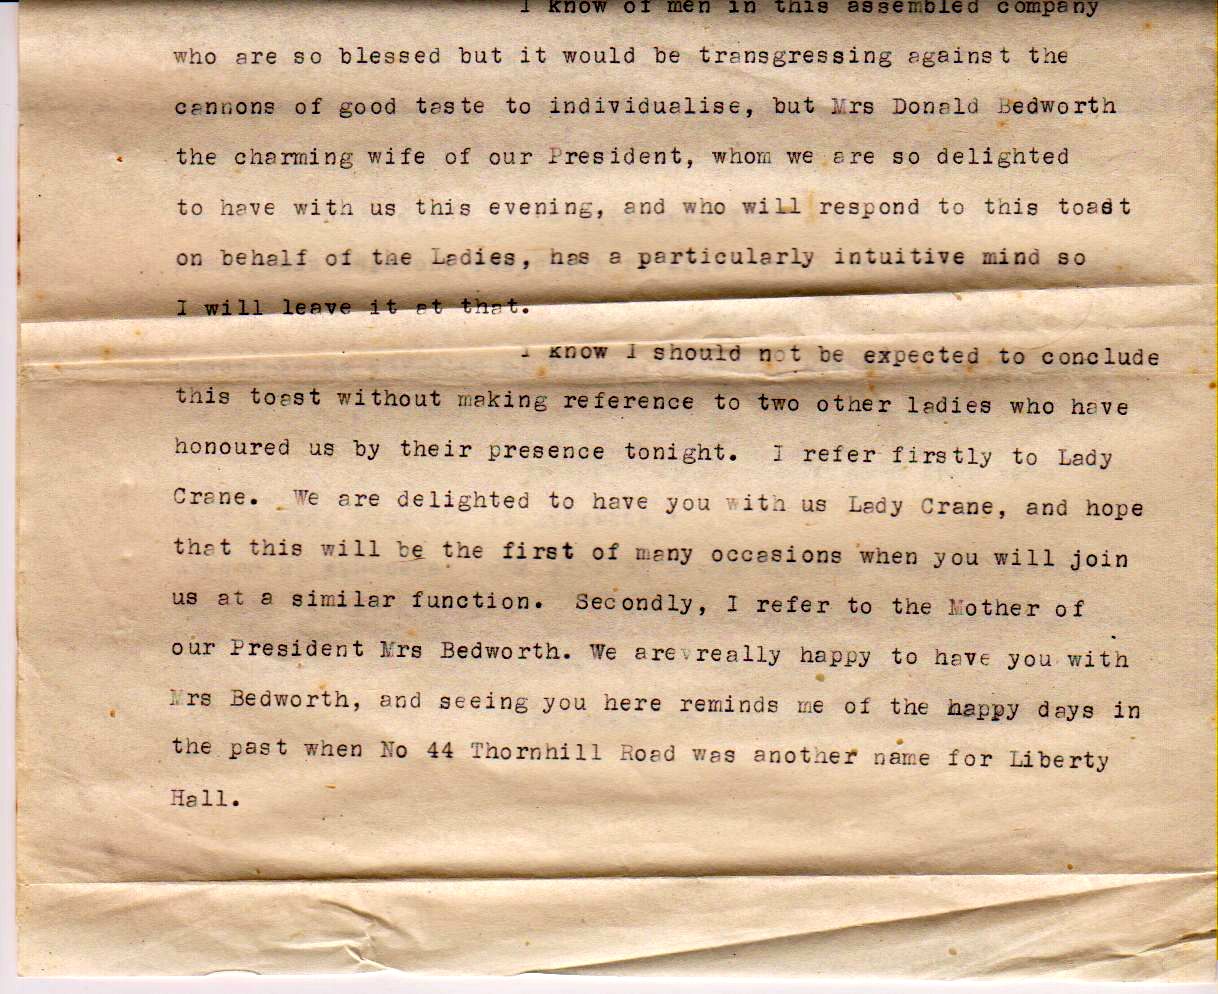 I know of men in this assembled company
who are so blessed but it would be transgressing against the
cannons of good taste to individualise, but Mrs Donald Bedworth
the charming wife of our President, whom we are so delighted
to have with us this evening, and who will respond to this toast
on behalf of the Ladies, has a particularly intuitive mind so
I will leave it at that.
I know I should not be expected to conclude
this toast without making reference to two other ladies who have
honoured us by their presence tonight. I refer firstly to Lady
Crane. We are delighted to have you with us Lady Crane, and hope
that this will be the first of many occasions when you will join
us at a similar function. Secondly, I refer to the Mother of
our President Mrs Bedworth. We are really happy to have you with
Mrs Bedworth, and seeing you here reminds me of the happy days in
the past when No 44 Thornhill Road was another name for Liberty
Hall.